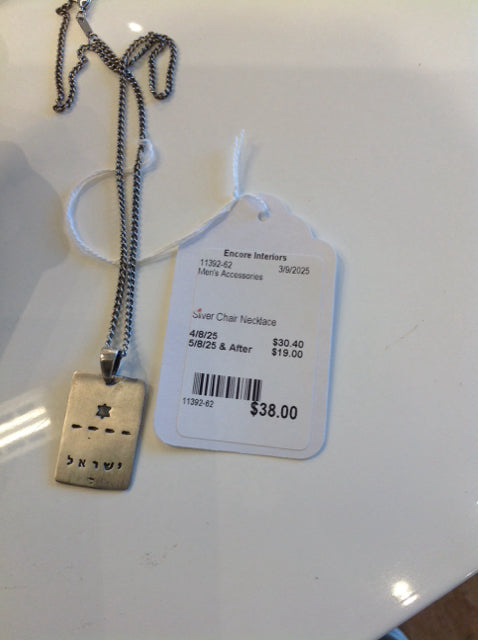 Encore Interiors
11392-62 3/9/2025
Men's Accessories
Silver Chair Necklace
4/8/25 $30.40
5/8/25 & After $19.00
11392-62 $38.00
ישראל